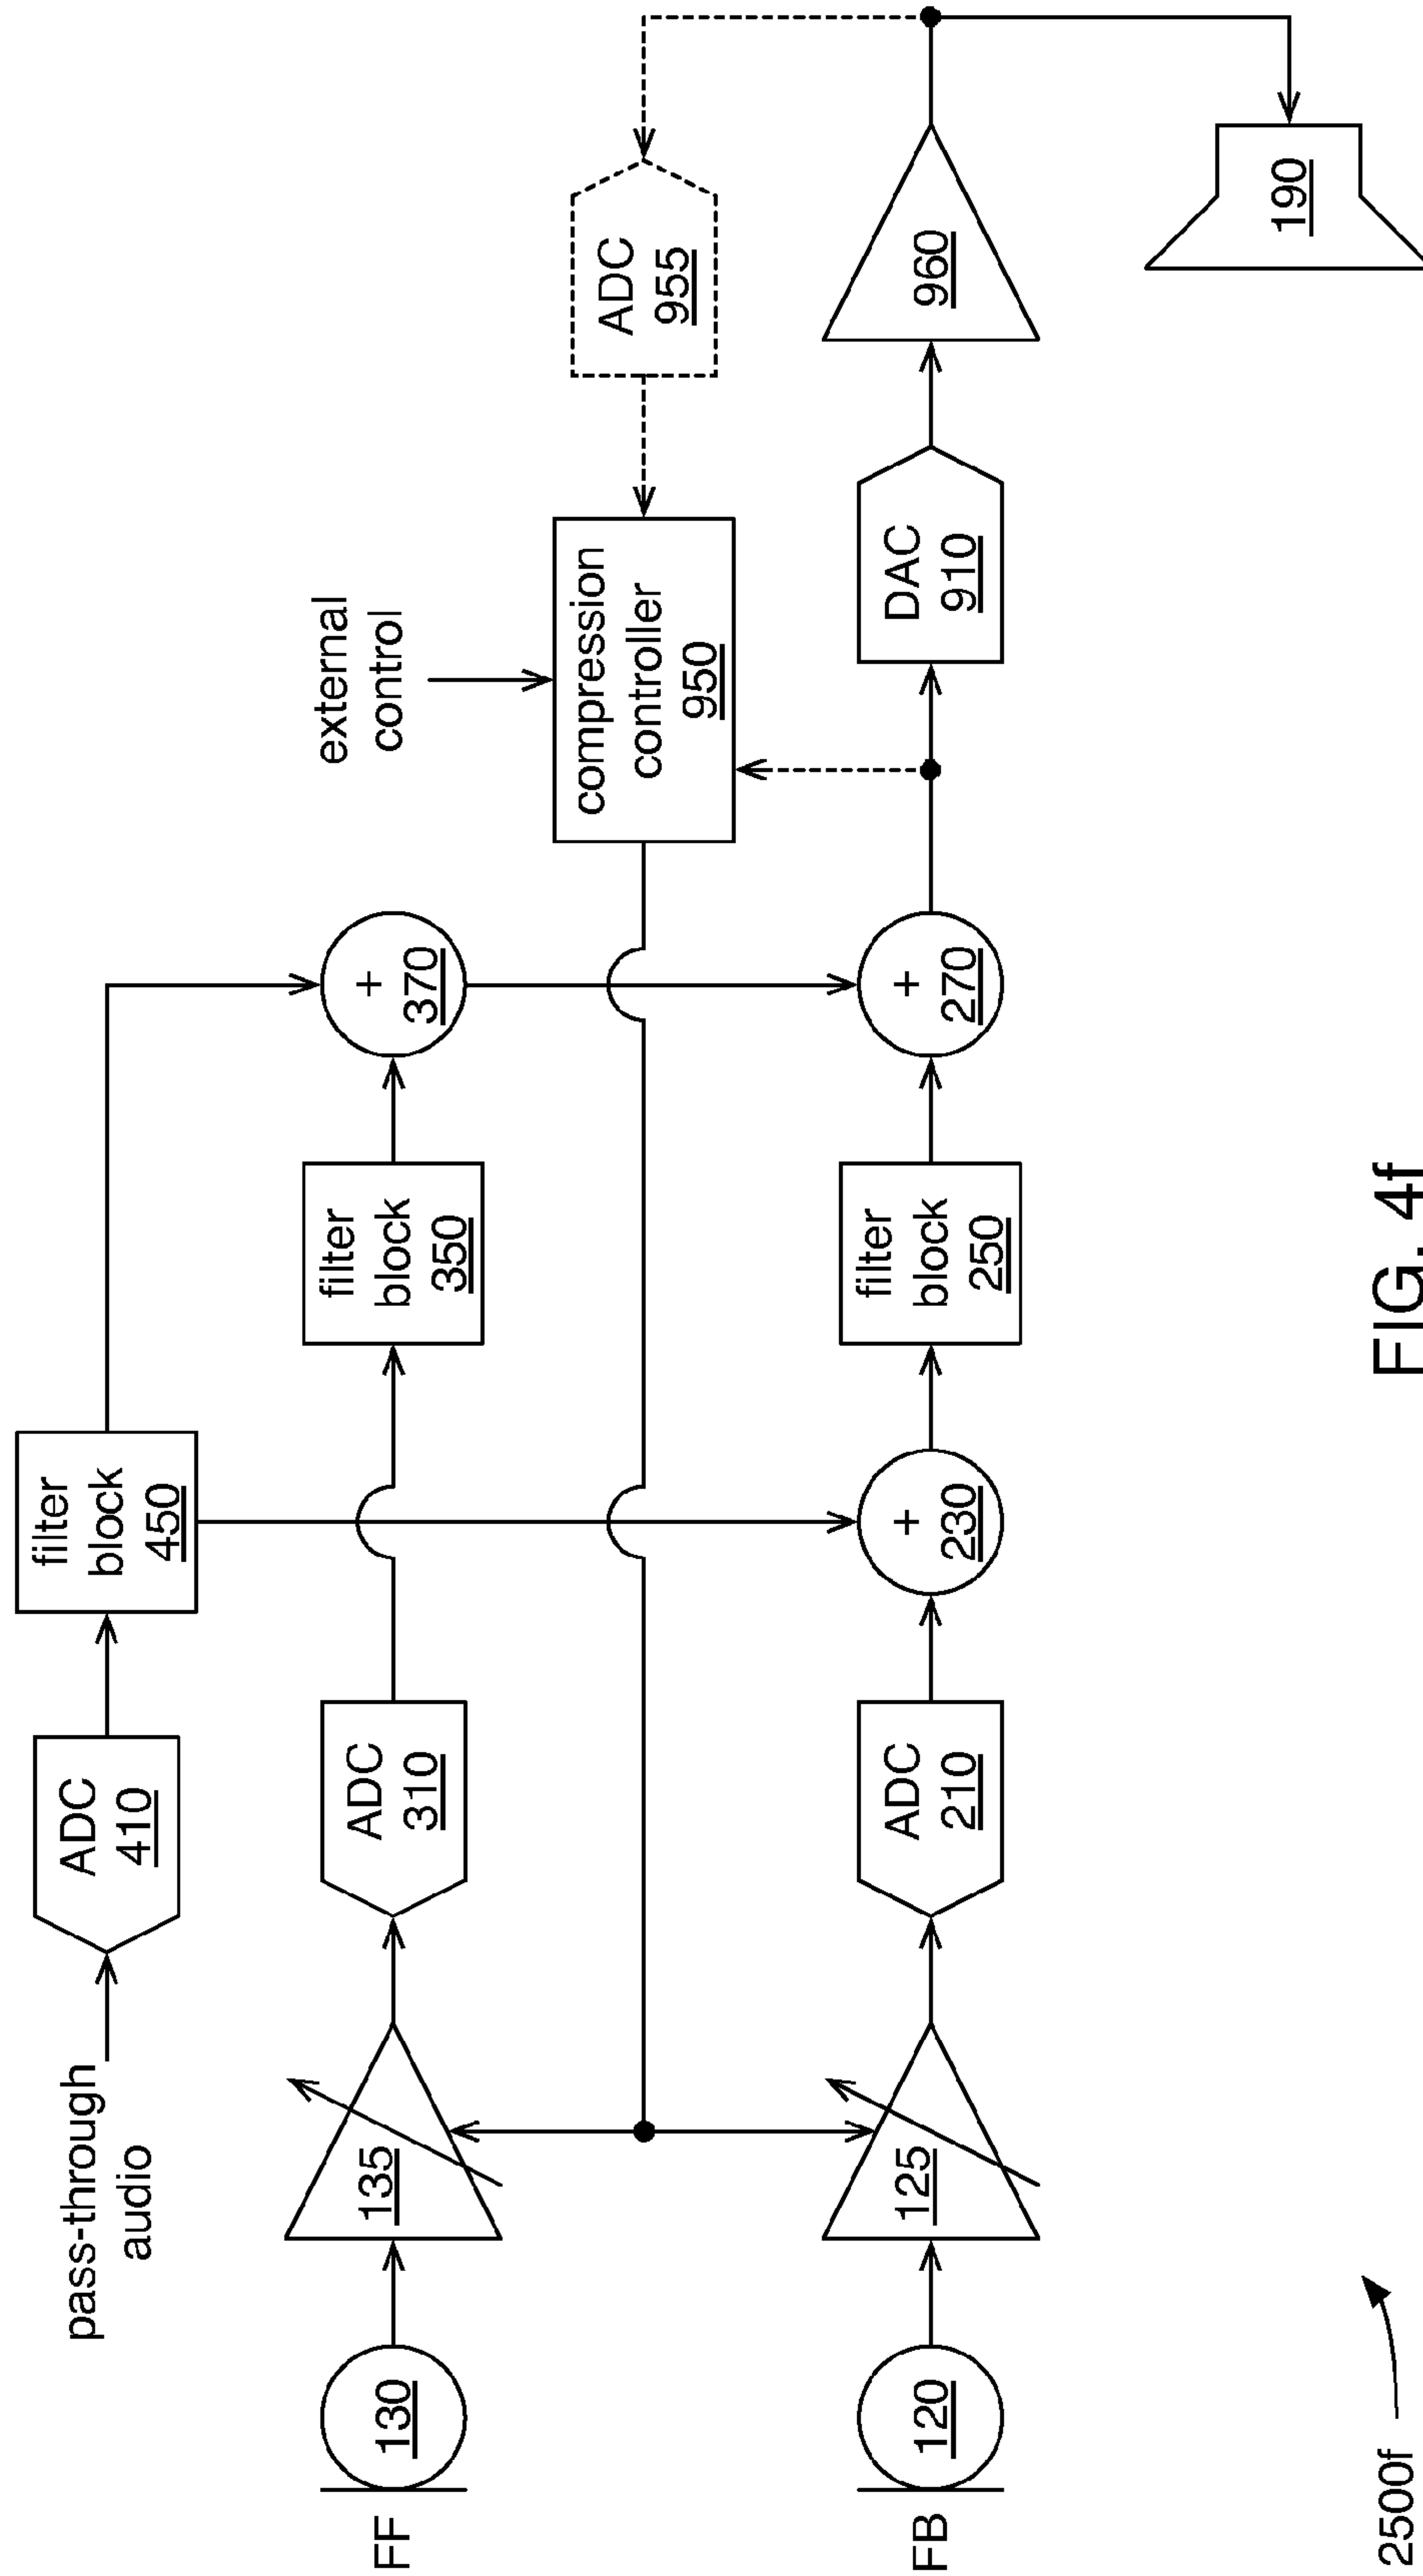 pass-through
audio
ADC
410
filter
block
450
FF
130
135
ADC
310
filter
block
350
+
370
external
control
compression
controller
950
ADC
955
FB
120
125
ADC
210
+
230
filter
block
250
+
270
DAC
910
960
190
2500f
FIG. 4f